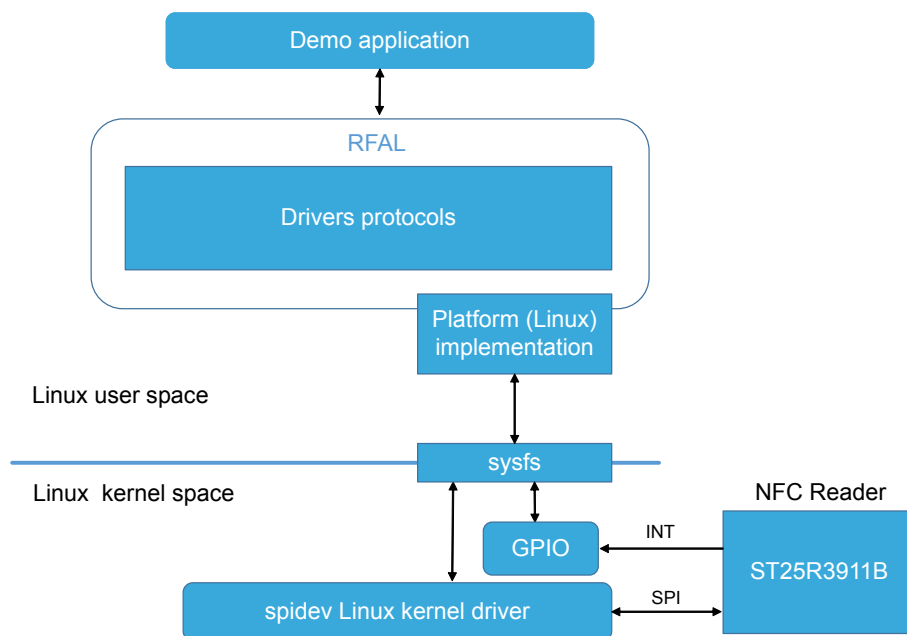 Demo application
RFAL
Drivers protocols
Platform (Linux)
implementation
Linux user space
sysfs
Linux kernel space
NFC Reader
GPIO
INT
ST25R3911B
spidev Linux kernel driver
SPI